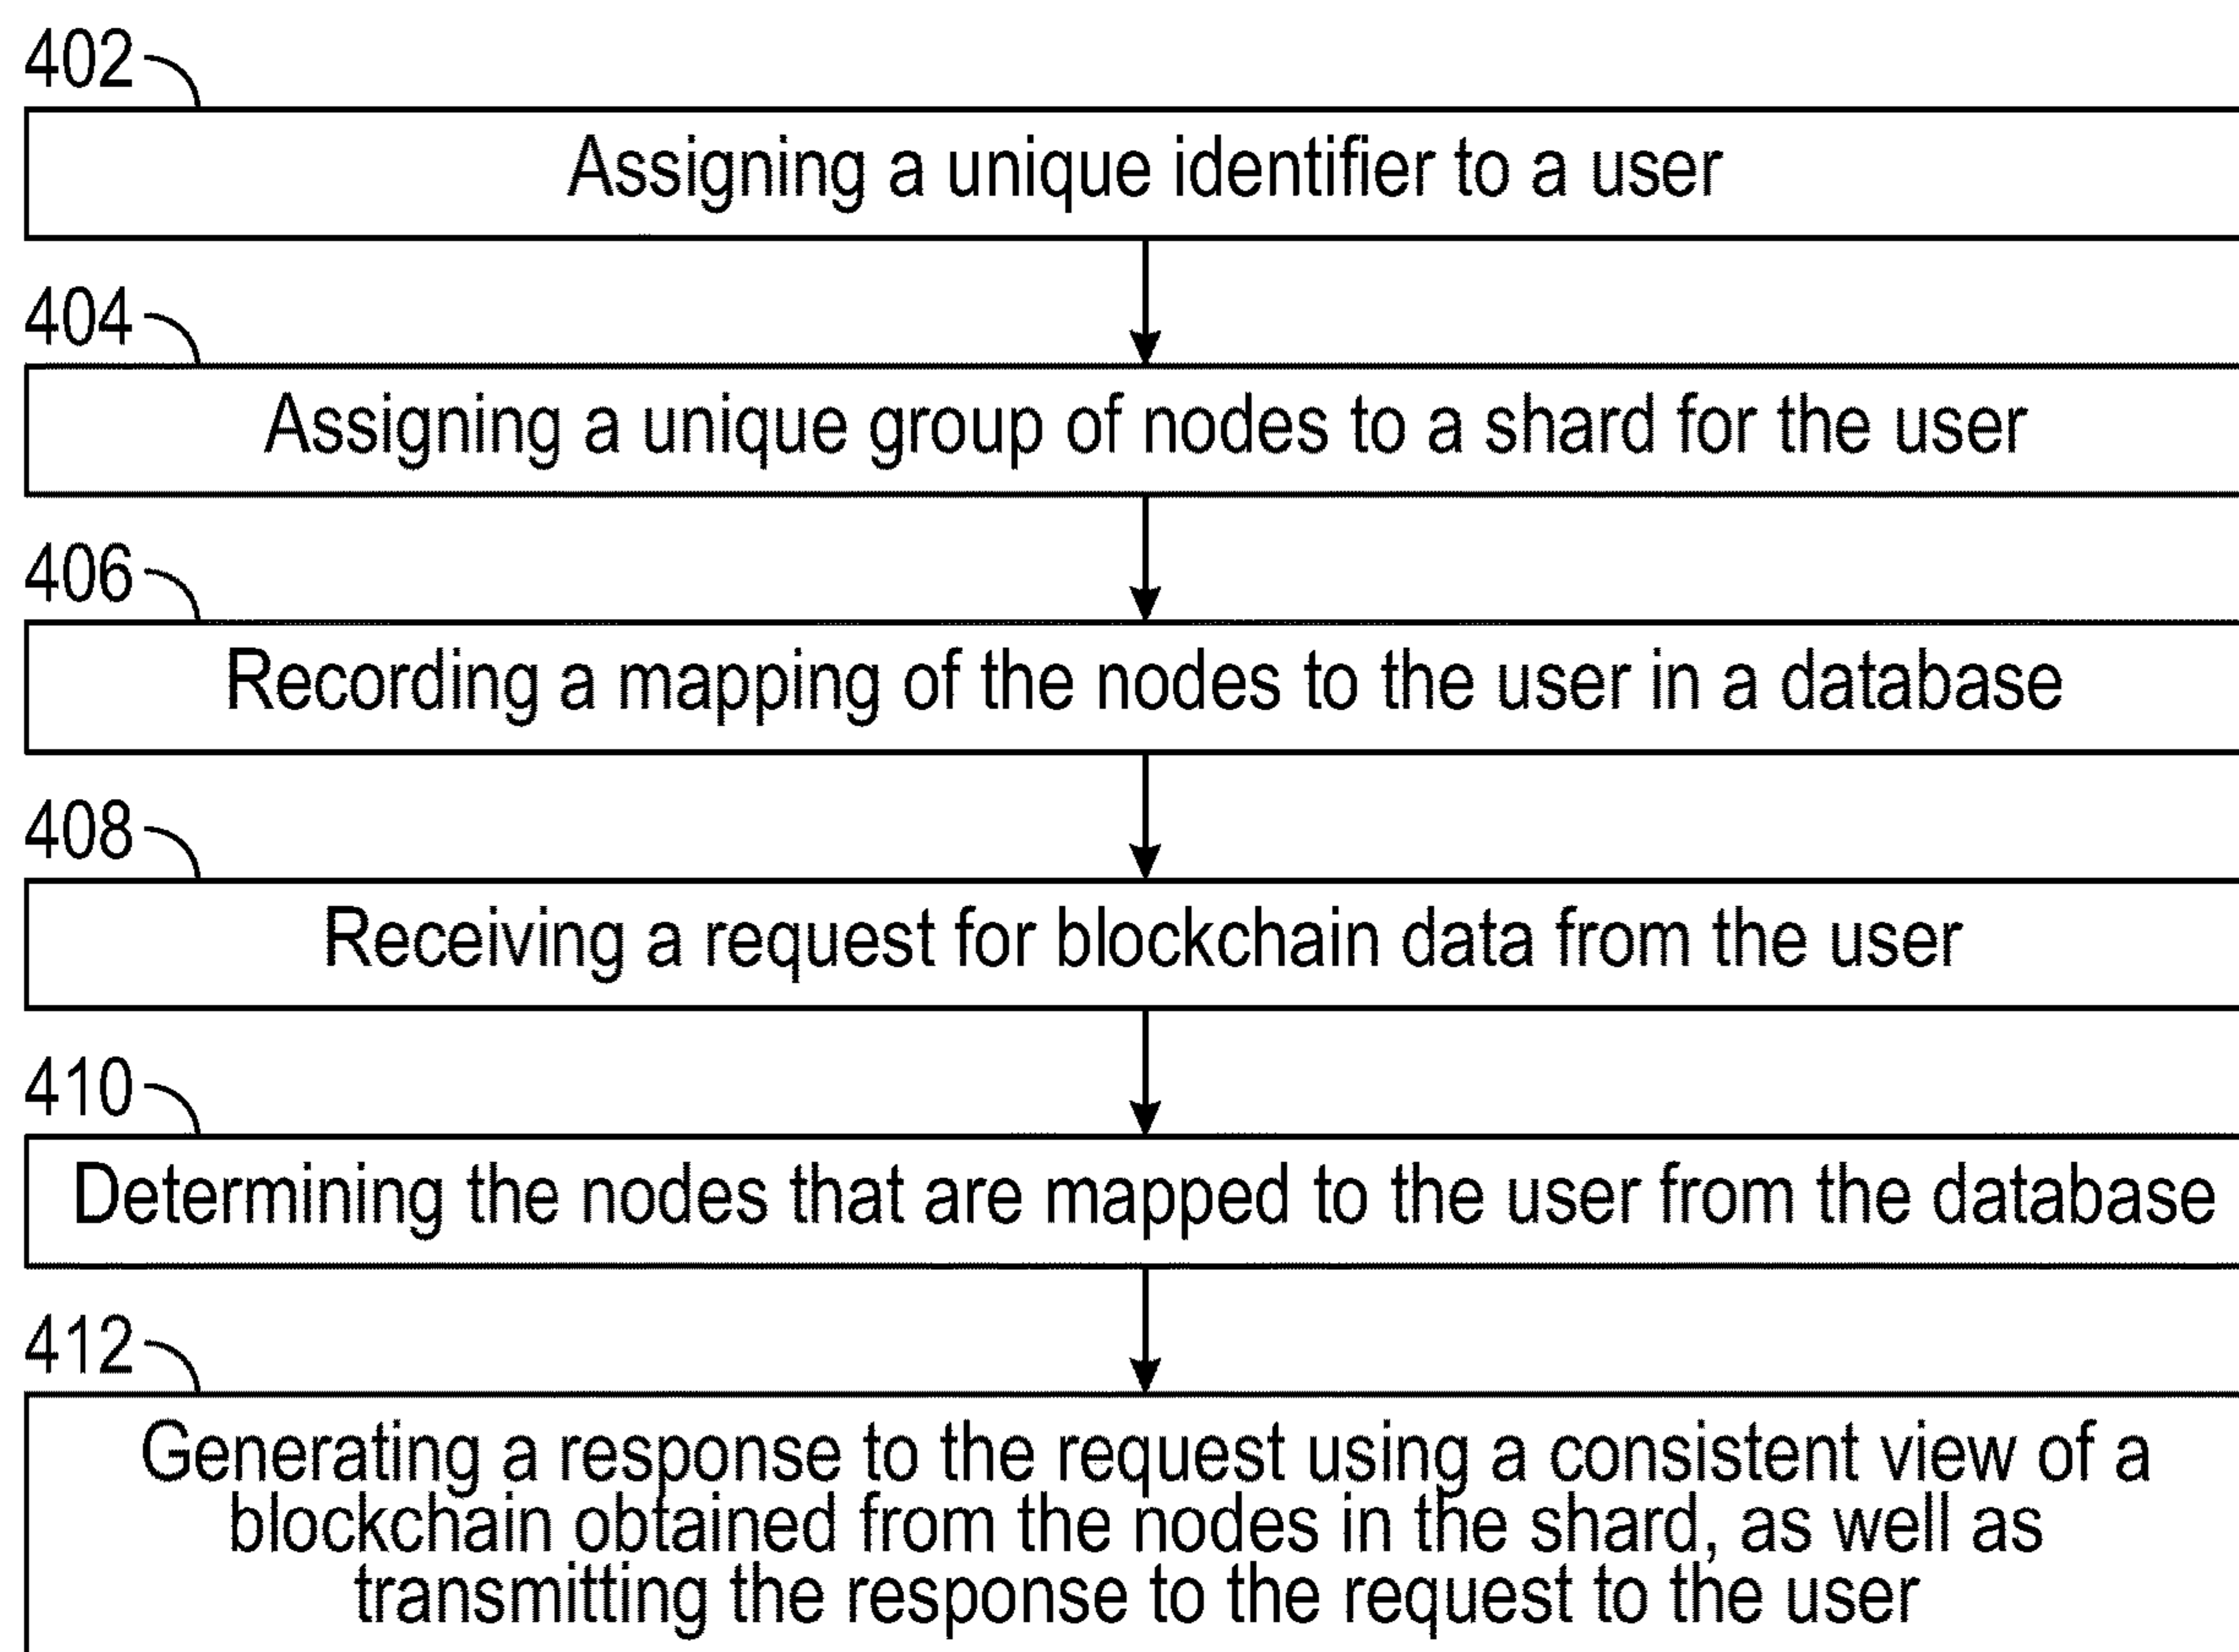 402
Assigning a unique identifier to a user
404
Assigning a unique group of nodes to a shard for the user
406
Recording a mapping of the nodes to the user in a database
408
Receiving a request for blockchain data from the user
410
Determining the nodes that are mapped to the user from the database
412
Generating a response to the request using a consistent view of a
blockchain obtained from the nodes in the shard, as well as
transmitting the response to the request to the user